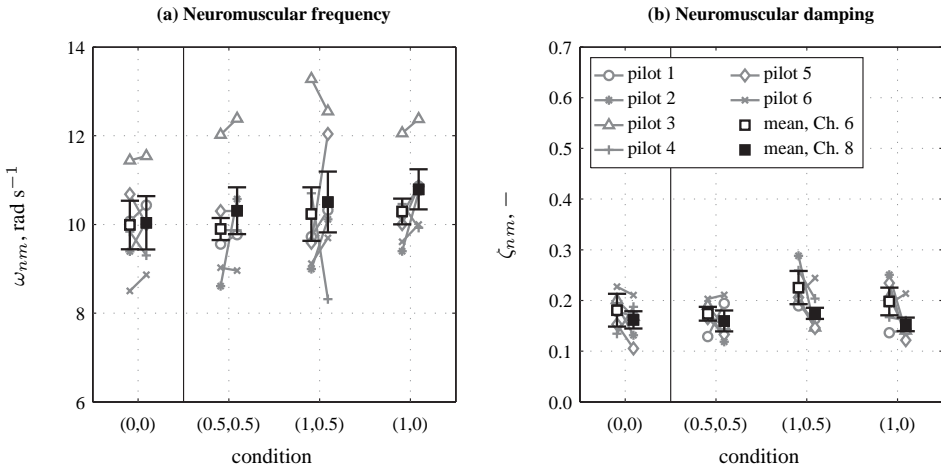 (a) Neuromuscular frequency
14
12
10
8
6
ω_nm, rad s⁻¹
(0,0) (0.5,0.5) (1,0.5) (1,0)
condition
(b) Neuromuscular damping
0.7
0.6
0.5
0.4
0.3
0.2
0.1
0.0
ζ_nm, −
pilot 1
pilot 2
pilot 3
pilot 4
pilot 5
pilot 6
mean, Ch. 6
mean, Ch. 8
(0,0) (0.5,0.5) (1,0.5) (1,0)
condition